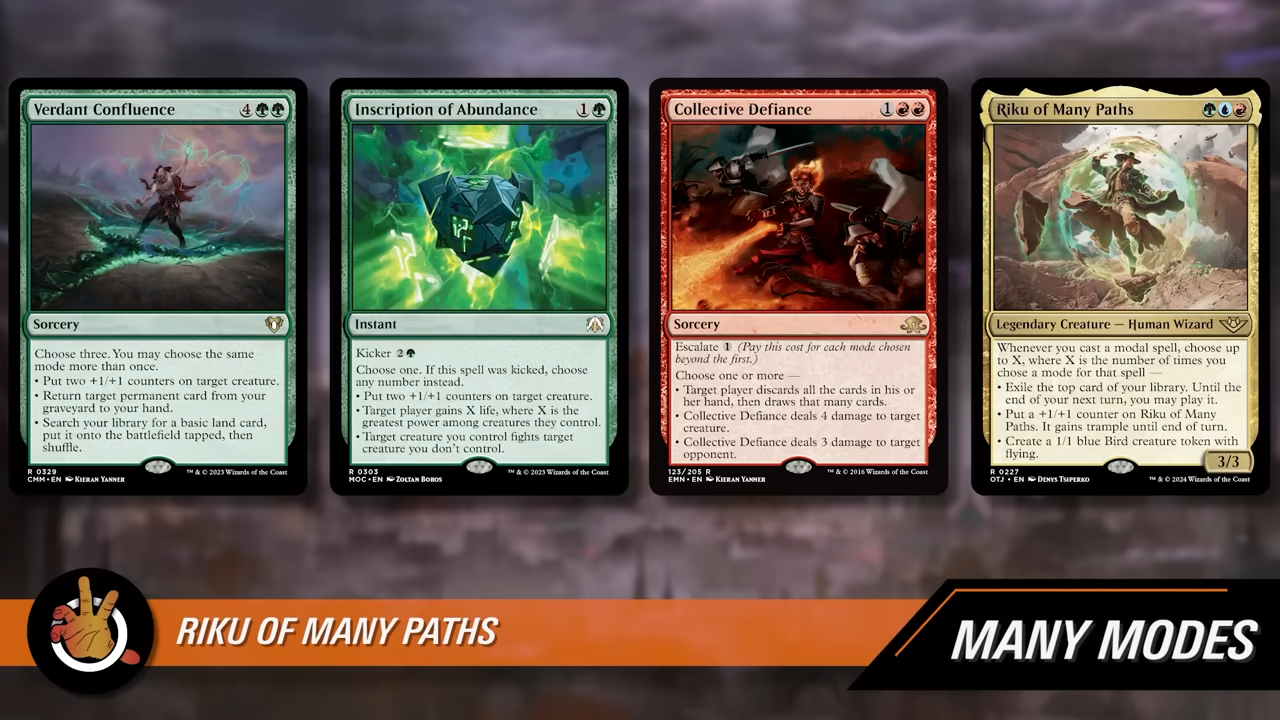 Verdant Confluence 4
Sorcery
Choose three. You may choose the same
mode more than once.
• Put two +1/+1 counters on target creature.
• Return target permanent card from your
graveyard to your hand.
• Search your library for a basic land card,
put it onto the battlefield tapped, then
shuffle.
R 0329
CMM • EN Kieran Yanner
™ & © 2023 Wizards of the Coast
Inscription of Abundance 1
Instant
Kicker 2
Choose one. If this spell was kicked, choose
any number instead.
• Put two +1/+1 counters on target creature.
• Target player gains X life, where X is the
greatest power among creatures they control.
• Target creature you control fights target
creature you don't control.
R 0303
MOC • EN Zoltan Boros
™ & © 2023 Wizards of the Coast
Collective Defiance 1
Sorcery
Escalate 1 (Pay this cost for each mode chosen
beyond the first.)
Choose one or more —
• Target player discards all the cards in his or
her hand, then draws that many cards.
• Collective Defiance deals 4 damage to target
creature.
• Collective Defiance deals 3 damage to target
opponent.
123/205 R
EMN • EN Kieran Yanner
™ & © 2016 Wizards of the Coast
Riku of Many Paths
Legendary Creature — Human Wizard
Whenever you cast a modal spell, choose up
to X, where X is the number of times you
chose a mode for that spell —
• Exile the top card of your library. Until the
end of your next turn, you may play it.
• Put a +1/+1 counter on Riku of Many
Paths. It gains trample until end of turn.
• Create a 1/1 blue Bird creature token with
flying.
3/3
R 0227
OTJ • EN Denys Tsiperko
™ & © 2024 Wizards of the Coast
RIKU OF MANY PATHS
MANY MODES